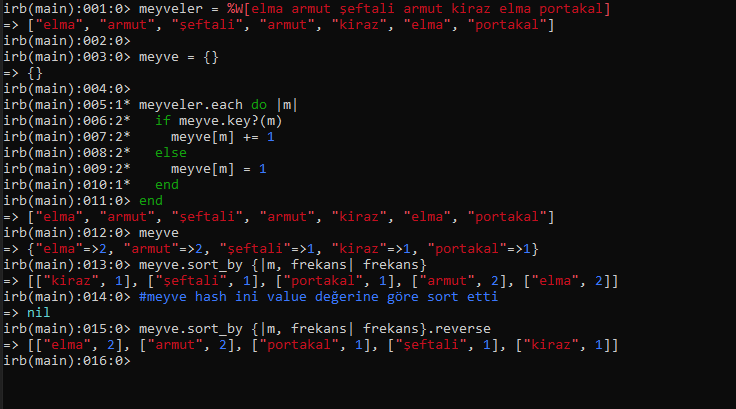 irb(main):001:0> meyveler = %W[elma armut şeftali armut kiraz elma portakal]
=> ["elma", "armut", "şeftali", "armut", "kiraz", "elma", "portakal"]
irb(main):002:0>
irb(main):003:0> meyve = {}
=> {}
irb(main):004:0>
irb(main):005:1* meyveler.each do |m|
irb(main):006:2*   if meyve.key?(m)
irb(main):007:2*     meyve[m] += 1
irb(main):008:2*   else
irb(main):009:2*     meyve[m] = 1
irb(main):010:1*   end
irb(main):011:0> end
=> ["elma", "armut", "şeftali", "armut", "kiraz", "elma", "portakal"]
irb(main):012:0> meyve
=> {"elma"=>2, "armut"=>2, "şeftali"=>1, "kiraz"=>1, "portakal"=>1}
irb(main):013:0> meyve.sort_by {|m, frekans| frekans}
=> [["kiraz", 1], ["şeftali", 1], ["portakal", 1], ["armut", 2], ["elma", 2]]
irb(main):014:0> #meyve hash ini value değerine göre sort etti
=> nil
irb(main):015:0> meyve.sort_by {|m, frekans| frekans}.reverse
=> [["elma", 2], ["armut", 2], ["portakal", 1], ["şeftali", 1], ["kiraz", 1]]
irb(main):016:0>